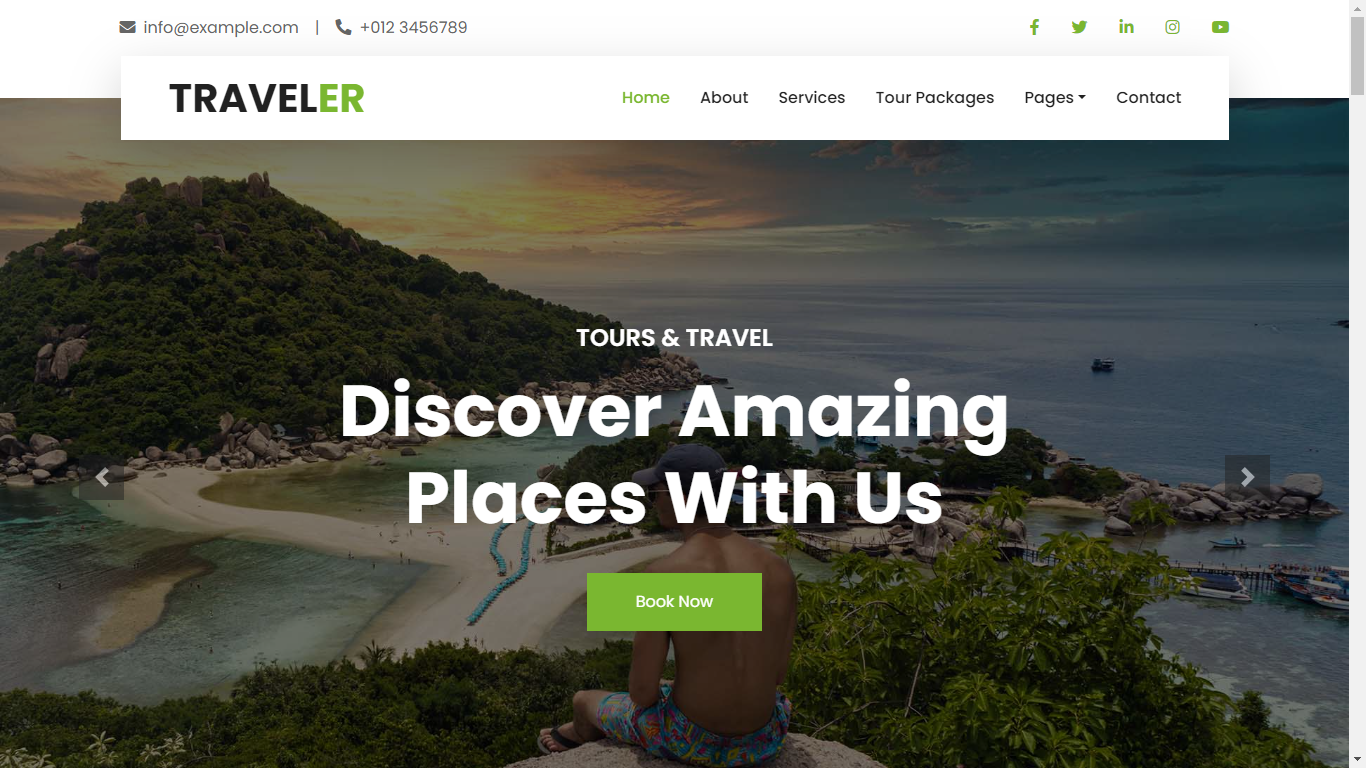 info@example.com | +012 3456789
TRAVELER
Home About Services Tour Packages Pages Contact
TOURS & TRAVEL
Discover Amazing
Places With Us
Book Now